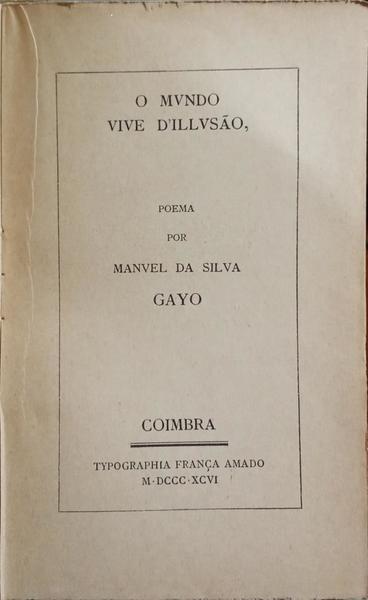 O MVNDO
VIVE D'ILLVSÃO,
POEMA
POR
MANVEL DA SILVA
GAYO
COIMBRA
TYPOGRAPHIA FRANÇA AMADO
M·DCCC·XCVI